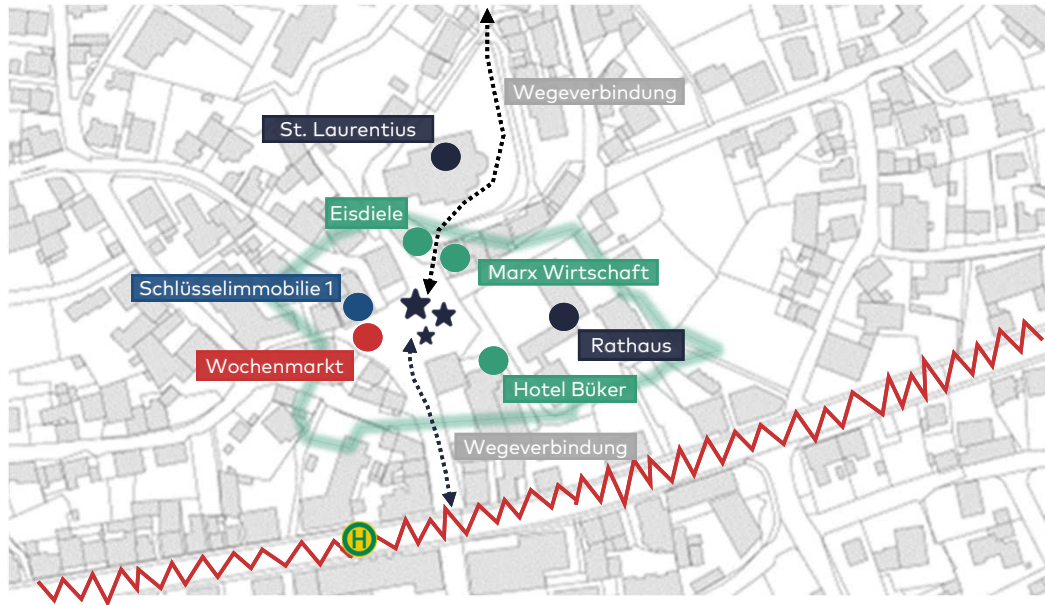 Wegeverbindung
St. Laurentius
Eisdiele
Marx Wirtschaft
Schlüsselimmobilie 1
Rathaus
Wochenmarkt
Hotel Büker
Wegeverbindung
H